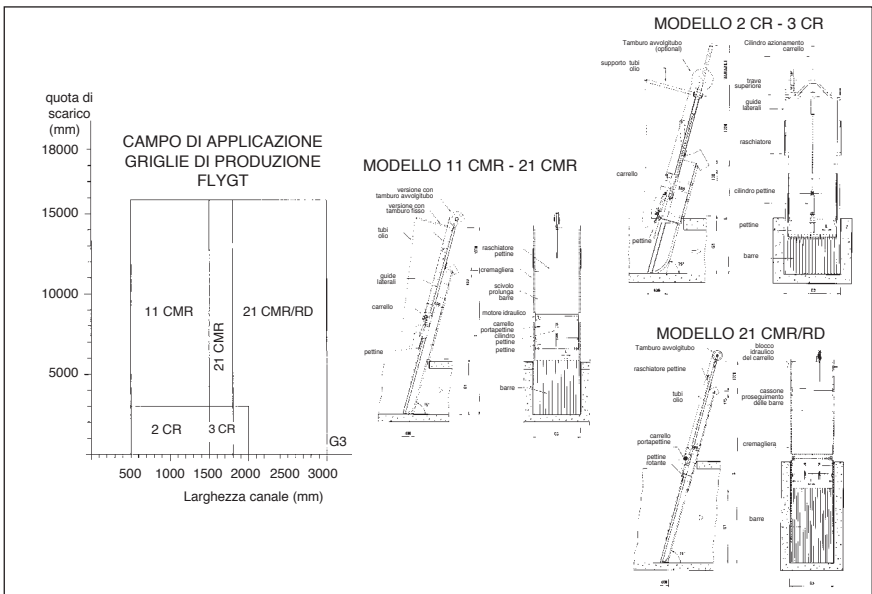 quota di
scarico
(mm)
CAMPO DI APPLICAZIONE
GRIGLIE DI PRODUZIONE
FLYGT
18000
15000
10000
5000
11 CMR
21 CMR
21 CMR/RD
2 CR
3 CR
G3
500 1000 1500 2000 2500 3000
Larghezza canale (mm)
MODELLO 11 CMR - 21 CMR
versione con
tamburo avvolgitubo
versione con
tamburo fisso
tubi
olio
guide
laterali
carrello
pettine
75°
raschiatore
pettine
cremagliera
scivolo
prolunga
barre
motore idraulico
carrello
portapettine
cilindro
pettine
pettine
barre
MODELLO 2 CR - 3 CR
Tamburo avvolgitubo
(optional)
supporto tubi
olio
carrello
pettine
75°
Cilindro azionamento
carrello
trave
superiore
guide
laterali
raschiatore
cilindro pettine
pettine
barre
MODELLO 21 CMR/RD
Tamburo avvolgitubo
raschiatore pettine
tubi
olio
carrello
portapettine
pettine
rotante
75°
blocco
idraulico
del carrello
cassone
proseguimento
delle barre
cremagliera
barre